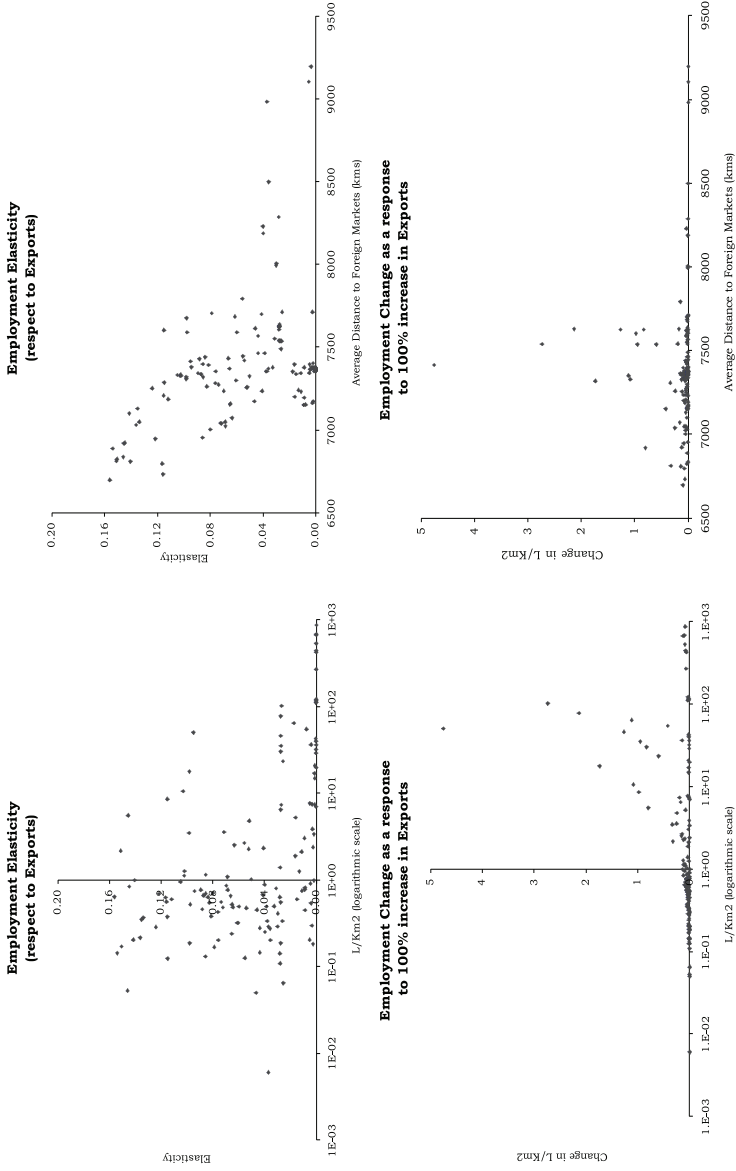 Employment Elasticity
(respect to Exports)
Elasticity
0.20
0.16
0.12
0.08
0.04
0.00
1E-03
1E-02
1E-01
1E+00
1E+01
1E+02
1E+03
L/Km2 (logarithmic scale)
Employment Elasticity
(respect to Exports)
Elasticity
0.20
0.16
0.12
0.08
0.04
0.00
6500
7000
7500
8000
8500
9000
9500
Average Distance to Foreign Markets (kms)
Employment Change as a response
to 100% increase in Exports
Change in L/Km2
5
4
3
2
1
0
1.E-03
1.E-02
1.E-01
1.E+00
1.E+01
1.E+02
1.E+03
L/Km2 (logarithmic scale)
Employment Change as a response
to 100% increase in Exports
Change in L/Km2
5
4
3
2
1
0
6500
7000
7500
8000
8500
9000
9500
Average Distance to Foreign Markets (kms)